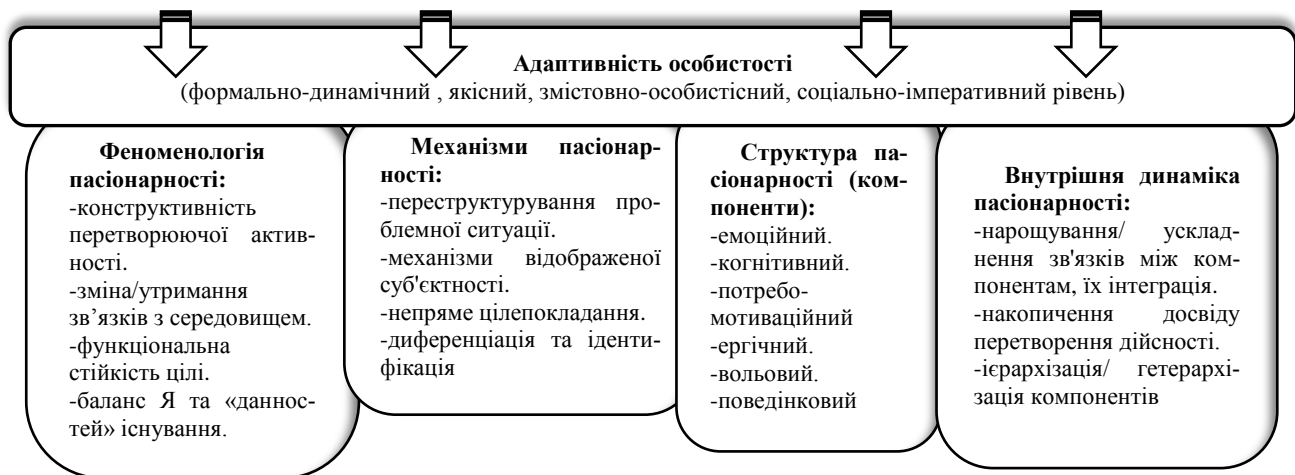 Адаптивність особистості
(формально-динамічний , якісний, змістовно-особистісний, соціально-імперативний рівень)
Феноменологія
пасіонарності:
-конструктивність
перетворюючої актив-
ності.
-зміна/утримання
зв’язків з середовищем.
-функціональна
стійкість цілі.
-баланс Я та «даннос-
тей» існування.
Механізми пасіонар-
ності:
-переструктурування про-
блемної ситуації.
-механізми відображеної
суб'єктності.
-непряме цілепокладання.
-диференціація та іденти-
фікація
Структура па-
сіонарності (ком-
поненти):
-емоційний.
-когнітивний.
-потребо-
мотиваційний
-ергічний.
-вольовий.
-поведінковий
Внутрішня динаміка
пасіонарності:
-нарощування/ усклад-
нення зв'язків між ком-
понентам, їх інтеграція.
-накопичення досвіду
перетворення дійсності.
-ієрархізація/ гетерархі-
зація компонентів